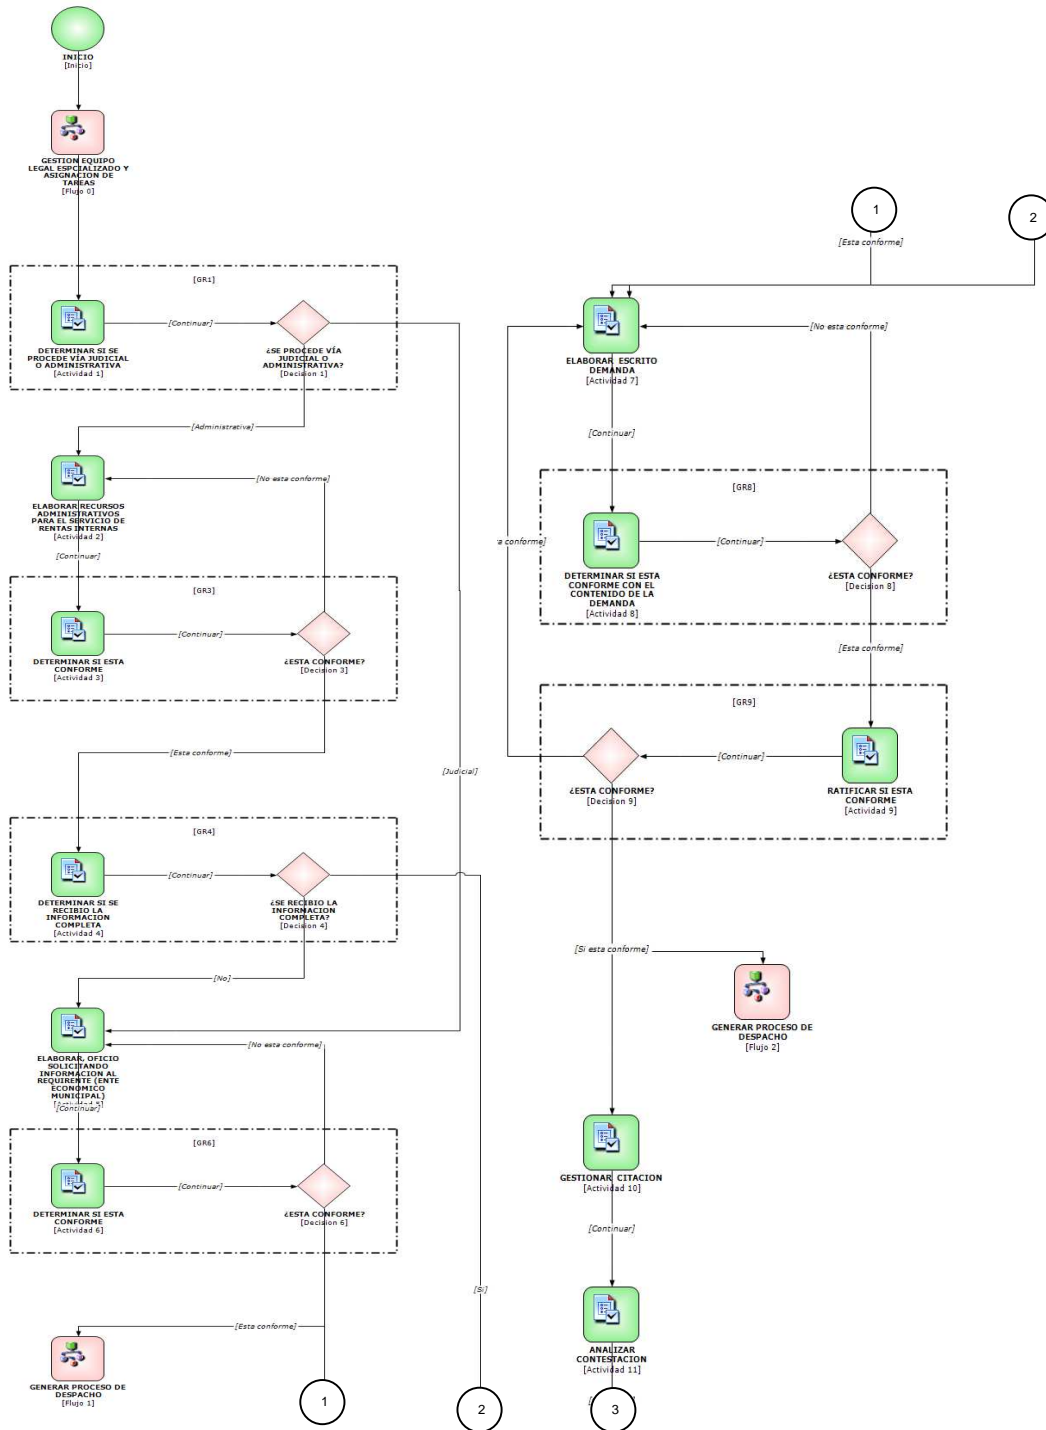 INICIO
[Inicio]
GESTION EQUIPO
LEGAL ESPCIALIZADO Y
ASIGNACION DE
TAREAS
[Flujo 0]
[GR1]
[Continuar]
DETERMINAR SI SE
PROCEDE VÍA JUDICIAL
O ADMINISTRATIVA
[Actividad 1]
¿SE PROCEDE VÍA
JUDICIAL O
ADMINISTRATIVA?
[Decision 1]
[Administrativa]
[No esta conforme]
ELABORAR RECURSOS
ADMINISTRATIVOS
PARA EL SERVICIO DE
RENTAS INTERNAS
[Actividad 2]
[Continuar]
[GR3]
[Continuar]
DETERMINAR SI ESTA
CONFORME
[Actividad 3]
¿ESTA CONFORME?
[Decision 3]
[Esta conforme]
[Judicial]
[GR4]
[Continuar]
DETERMINAR SI SE
RECIBIO LA
INFORMACION
COMPLETA
[Actividad 4]
¿SE RECIBIO LA
INFORMACION
COMPLETA?
[Decision 4]
[No]
[No esta conforme]
ELABORAR, OFICIO
SOLICITANDO
INFORMACION AL
REQUIRENTE (ENTE
ECONOMICO
MUNICIPAL)
[Continuar]
[GR6]
[Continuar]
DETERMINAR SI ESTA
CONFORME
[Actividad 6]
¿ESTA CONFORME?
[Decision 6]
[Si]
[Esta conforme]
GENERAR PROCESO DE
DESPACHO
[Flujo 1]
1
2
1
2
[Esta conforme]
[No esta conforme]
ELABORAR ESCRITO
DEMANDA
[Actividad 7]
[Continuar]
[GR8]
a conforme]
[Continuar]
DETERMINAR SI ESTA
CONFORME CON EL
CONTENIDO DE LA
DEMANDA
[Actividad 8]
¿ESTA CONFORME?
[Decision 8]
[Esta conforme]
[GR9]
[Continuar]
¿ESTA CONFORME?
[Decision 9]
RATIFICAR SI ESTA
CONFORME
[Actividad 9]
[Si esta conforme]
GENERAR PROCESO DE
DESPACHO
[Flujo 2]
GESTIONAR CITACION
[Actividad 10]
[Continuar]
ANALIZAR
CONTESTACION
[Actividad 11]
3